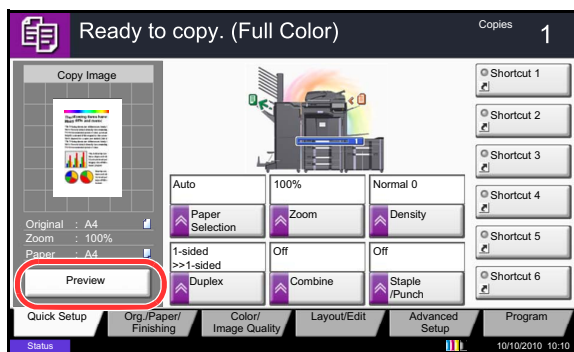 Ready to copy. (Full Color)
Copies
1
Copy Image
Original : A4
Zoom : 100%
Paper : A4
Preview
Auto
Paper
Selection
100%
Zoom
Normal 0
Density
1-sided
>>1-sided
Duplex
Off
Combine
Off
Staple
/Punch
Shortcut 1
Shortcut 2
Shortcut 3
Shortcut 4
Shortcut 5
Shortcut 6
Quick Setup
Org./Paper/
Finishing
Color/
Image Quality
Layout/Edit
Advanced
Setup
Program
Status
10/10/2010 10:10